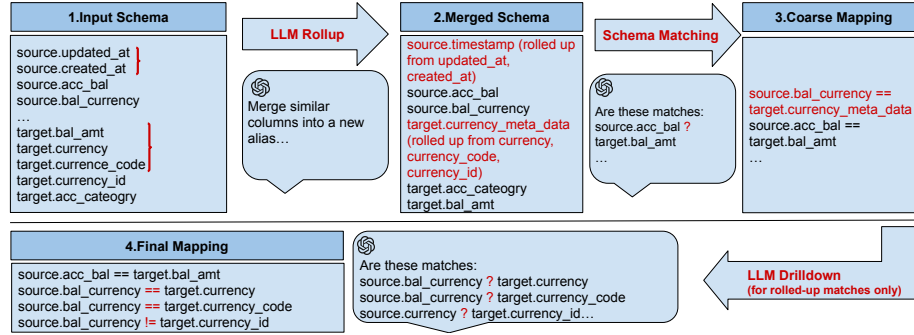 1.Input Schema
source.updated_at
source.created_at
source.acc_bal
source.bal_currency
...
target.bal_amt
target.currency
target.currence_code
target.currency_id
target.acc_cateogry
LLM Rollup
Merge similar
columns into a new
alias...
2.Merged Schema
source.timestamp (rolled up
from updated_at,
created_at)
source.acc_bal
source.bal_currency
target.currency_meta_data
(rolled up from currency,
currency_code,
currency_id)
target.acc_cateogry
target.bal_amt
Schema Matching
Are these matches:
source.acc_bal ?
target.bal_amt
...
3.Coarse Mapping
source.bal_currency ==
target.currency_meta_data
source.acc_bal ==
target.bal_amt
...
LLM Drilldown
(for rolled-up matches only)
Are these matches:
source.bal_currency ? target.currency
source.bal_currency ? target.currency_code
source.currency ? target.currency_id...
4.Final Mapping
source.acc_bal == target.bal_amt
source.bal_currency == target.currency
source.bal_currency == target.currency_code
source.bal_currency != target.currency_id